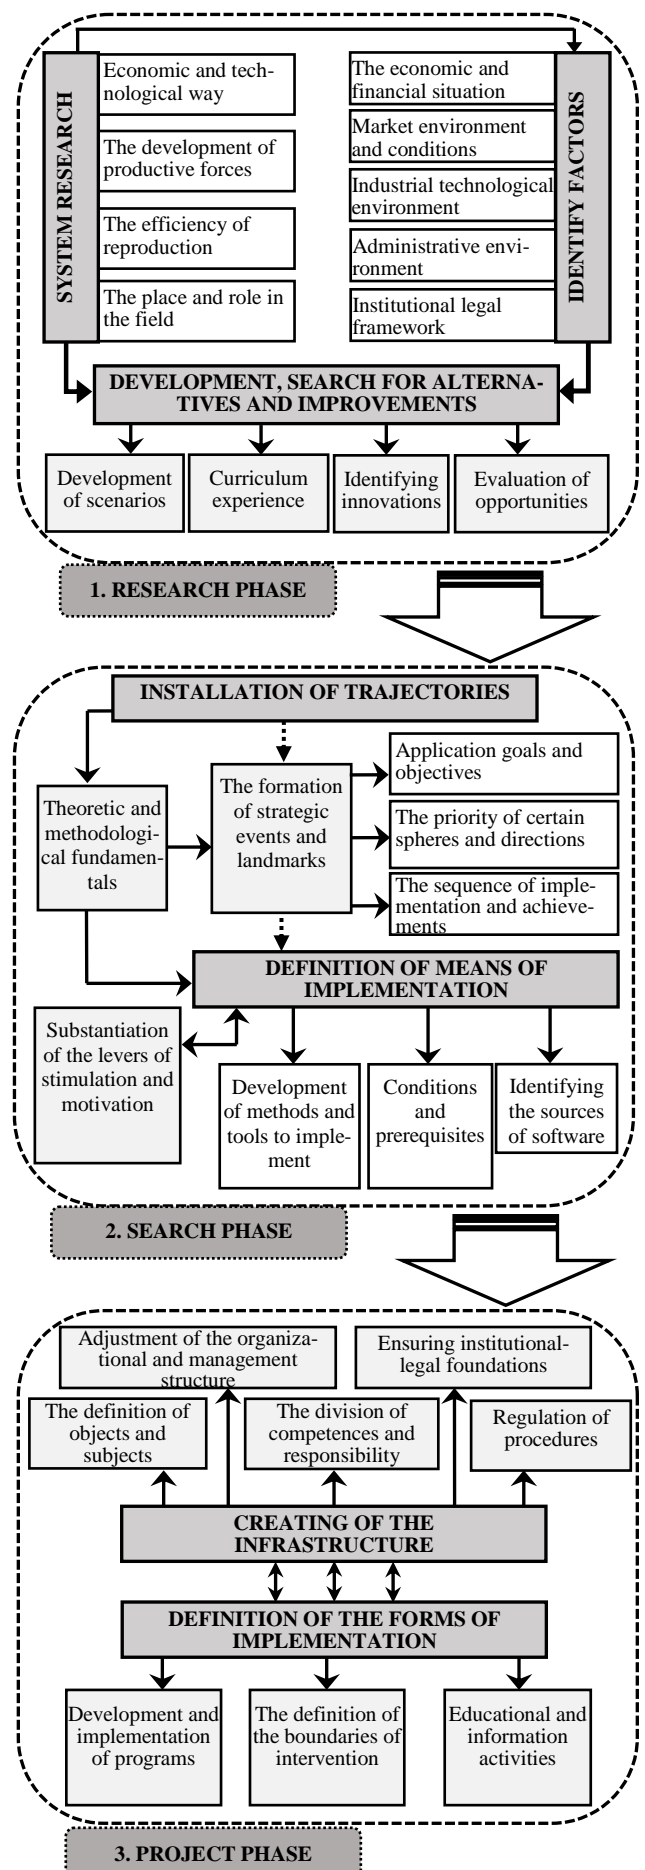 SYSTEM RESEARCH
Economic and tech-
nological way
The development of
productive forces
The efficiency of
reproduction
The place and role in
the field
The economic and
financial situation
Market environment
and conditions
Industrial technological
environment
Administrative envi-
ronment
Institutional legal
framework
IDENTIFY FACTORS
DEVELOPMENT, SEARCH FOR ALTERNA-
TIVES AND IMPROVEMENTS
Development
of scenarios
Curriculum
experience
Identifying
innovations
Evaluation of
opportunities
1. RESEARCH PHASE
INSTALLATION OF TRAJECTORIES
Theoretic and
methodologi-
cal fundamen-
tals
The formation
of strategic
events and
landmarks
Application goals and
objectives
The priority of certain
spheres and directions
The sequence of imple-
mentation and achieve-
ments
DEFINITION OF MEANS OF
IMPLEMENTATION
Substantiation
of the levers of
stimulation and
motivation
Development
of methods and
tools to imple-
ment
Conditions
and
prerequisites
Identifying
the sources
of software
2. SEARCH PHASE
Adjustment of the organiza-
tional and management
structure
Ensuring institutional-
legal foundations
The definition of
objects and
subjects
The division of
competences and
responsibility
Regulation of
procedures
CREATING OF THE
INFRASTRUCTURE
DEFINITION OF THE FORMS OF
IMPLEMENTATION
Development and
implementation
of programs
The definition of
the boundaries of
intervention
Educational and
information
activities
3. PROJECT PHASE